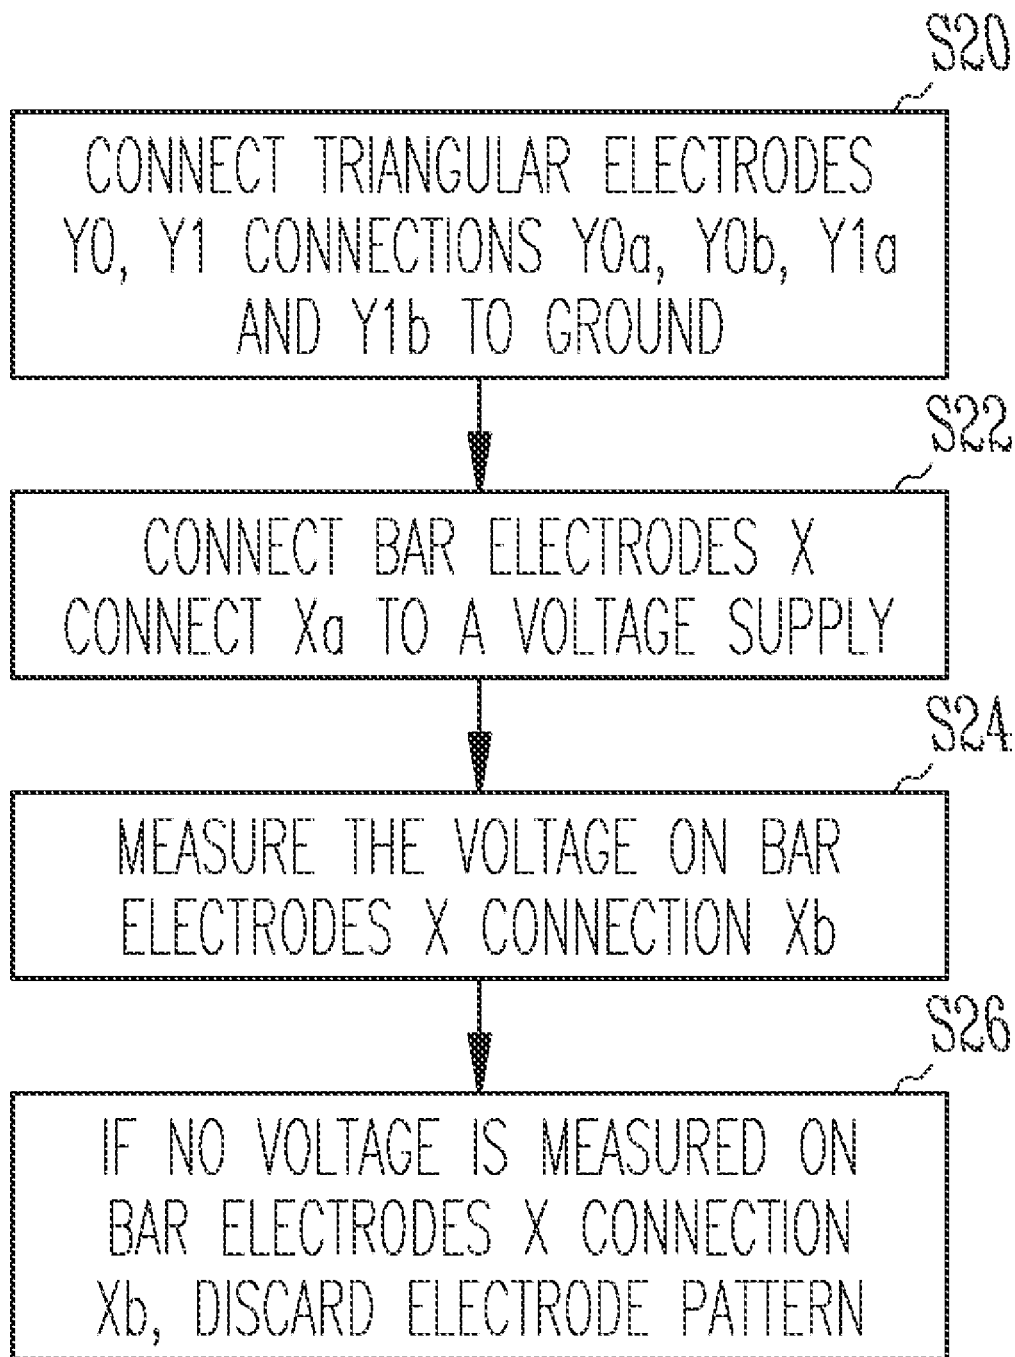 S20
CONNECT TRIANGULAR ELECTRODES
Y0, Y1 CONNECTIONS Y0a, Y0b, Y1a
AND Y1b TO GROUND
S22
CONNECT BAR ELECTRODES X
CONNECT Xa TO A VOLTAGE SUPPLY
S24
MEASURE THE VOLTAGE ON BAR
ELECTRODES X CONNECTION Xb
S26
IF NO VOLTAGE IS MEASURED ON
BAR ELECTRODES X CONNECTION
Xb, DISCARD ELECTRODE PATTERN